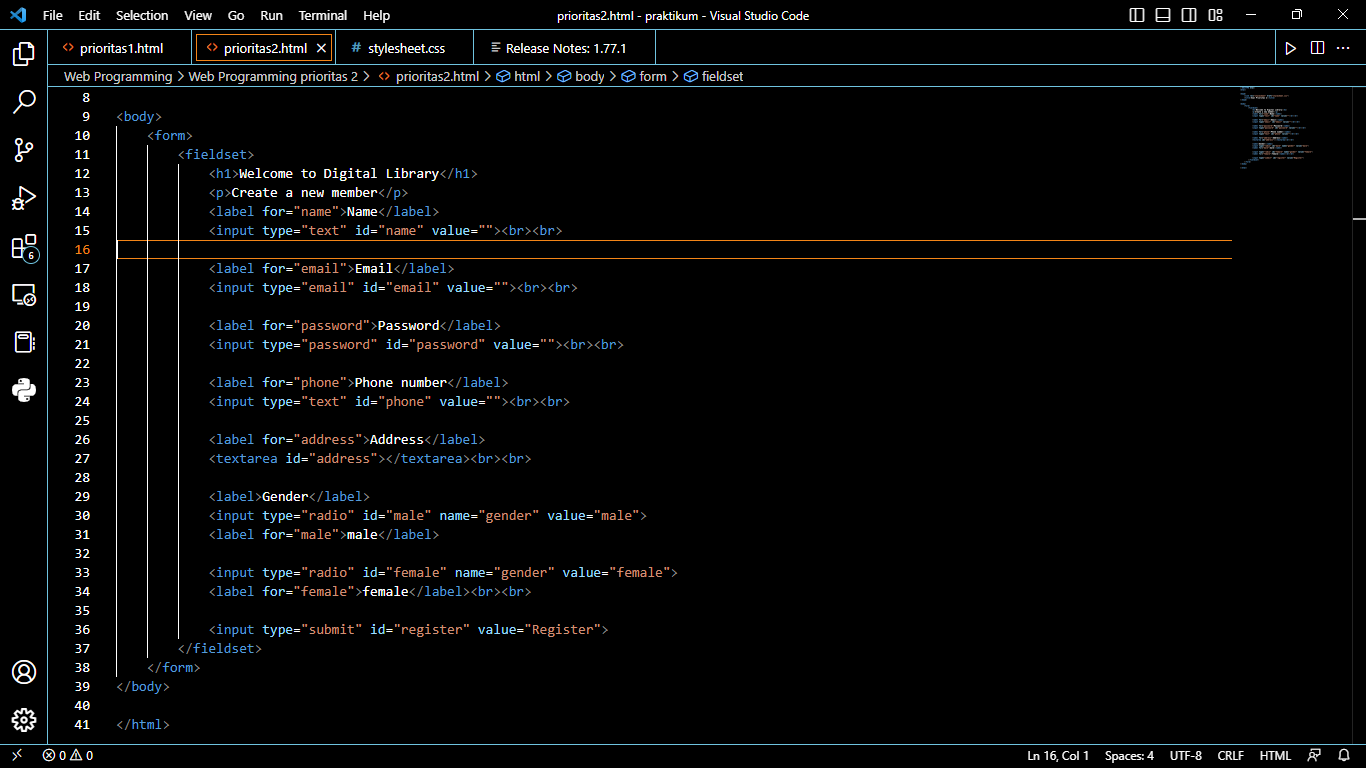 File Edit Selection View Go Run Terminal Help prioritas2.html - praktikum - Visual Studio Code
prioritas1.html prioritas2.html stylesheet.css Release Notes: 1.77.1
Web Programming > Web Programming prioritas 2 > prioritas2.html > html > body > form > fieldset
8
9 <body>
10 <form>
11 <fieldset>
12 <h1>Welcome to Digital Library</h1>
13 <p>Create a new member</p>
14 <label for="name">Name</label>
15 <input type="text" id="name" value=""><br><br>
16
17 <label for="email">Email</label>
18 <input type="email" id="email" value=""><br><br>
19
20 <label for="password">Password</label>
21 <input type="password" id="password" value=""><br><br>
22
23 <label for="phone">Phone number</label>
24 <input type="text" id="phone" value=""><br><br>
25
26 <label for="address">Address</label>
27 <textarea id="address"></textarea><br><br>
28
29 <label>Gender</label>
30 <input type="radio" id="male" name="gender" value="male">
31 <label for="male">male</label>
32
33 <input type="radio" id="female" name="gender" value="female">
34 <label for="female">female</label><br><br>
35
36 <input type="submit" id="register" value="Register">
37 </fieldset>
38 </form>
39 </body>
40
41 </html>
6
0 0 Ln 16, Col 1 Spaces: 4 UTF-8 CRLF HTML